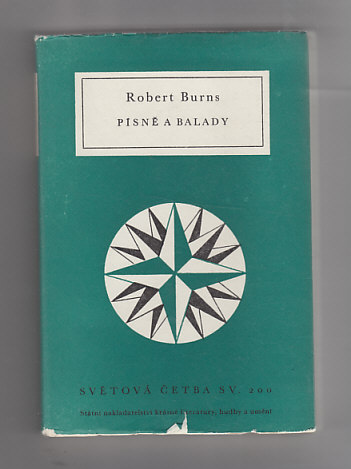 Robert Burns
PÍSNĚ A BALADY
SVĚTOVÁ ČETBA SV. 200
Státní nakladatelství krásné literatury, hudby a umění